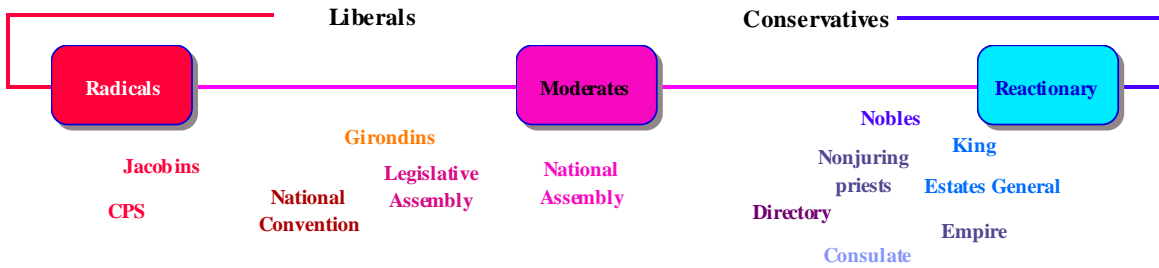 Liberals
Conservatives
Radicals
Moderates
Reactionary
Nobles
Girondins
King
Jacobins
Nonjuring
priests
Legislative
Assembly
National
Assembly
Estates General
National
Convention
CPS
Directory
Empire
Consulate